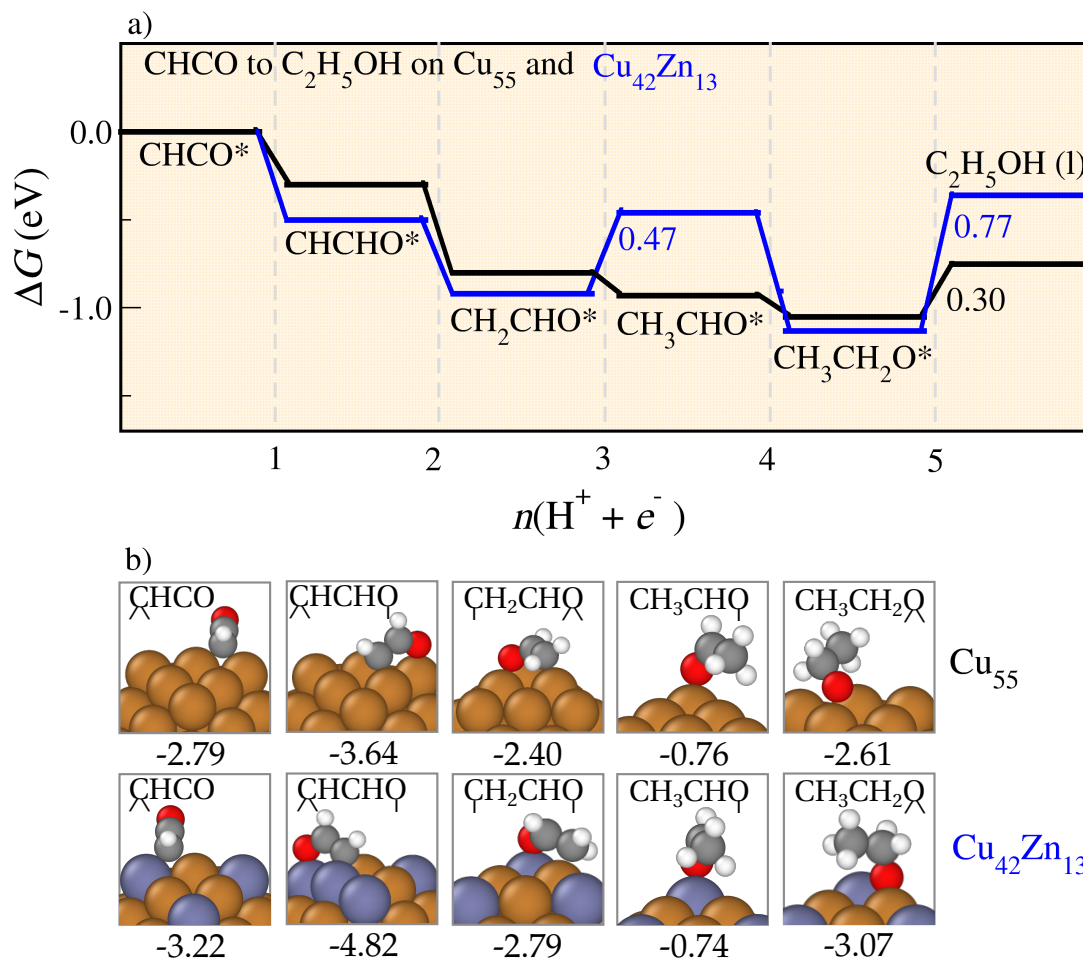 a)
CHCO to C₂H₅OH on Cu₅₅ and Cu₄₂Zn₁₃
0.0
CHCO*
C₂H₅OH (l)
CHCHO*
0.47
0.77
ΔG (eV)
-1.0
CH₂CHO*
CH₃CHO*
0.30
CH₃CH₂O*
1 2 3 4 5
n(H⁺ + e⁻)
b)
CHCO CHCHO CH₂CHO CH₃CHO CH₃CH₂O
Cu₅₅
-2.79 -3.64 -2.40 -0.76 -2.61
CHCO CHCHO CH₂CHO CH₃CHO CH₃CH₂O
Cu₄₂Zn₁₃
-3.22 -4.82 -2.79 -0.74 -3.07